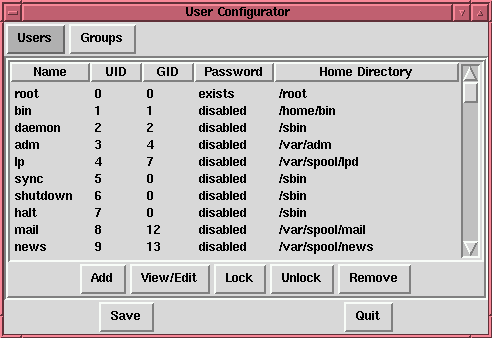 User Configurator
Users Groups
Name UID GID Password Home Directory
root 0 0 exists /root
bin 1 1 disabled /home/bin
daemon 2 2 disabled /sbin
adm 3 4 disabled /var/adm
lp 4 7 disabled /var/spool/lpd
sync 5 0 disabled /sbin
shutdown 6 0 disabled /sbin
halt 7 0 disabled /sbin
mail 8 12 disabled /var/spool/mail
news 9 13 disabled /var/spool/news
Add View/Edit Lock Unlock Remove
Save Quit